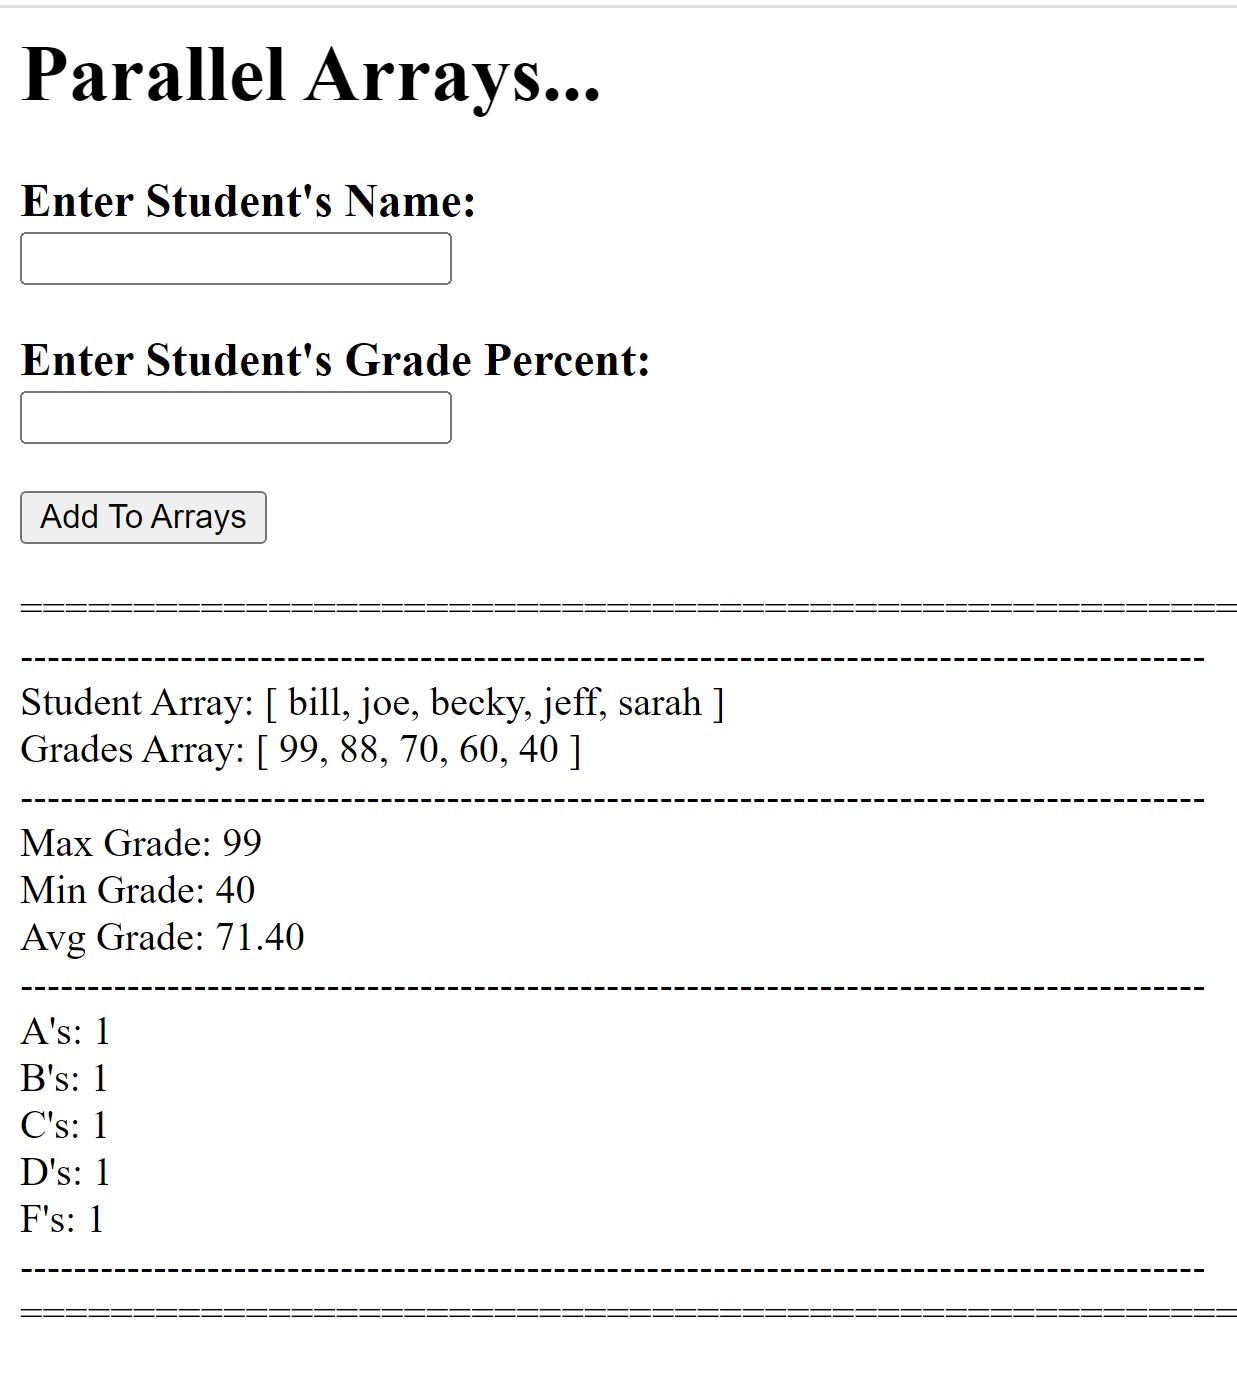 Parallel Arrays...
Enter Student's Name:
Enter Student's Grade Percent:
Add To Arrays
======================================================
-----------------------------------------------------------------------------------------
Student Array: [ bill, joe, becky, jeff, sarah ]
Grades Array: [ 99, 88, 70, 60, 40 ]
-----------------------------------------------------------------------------------------
Max Grade: 99
Min Grade: 40
Avg Grade: 71.40
-----------------------------------------------------------------------------------------
A's: 1
B's: 1
C's: 1
D's: 1
F's: 1
-----------------------------------------------------------------------------------------
======================================================